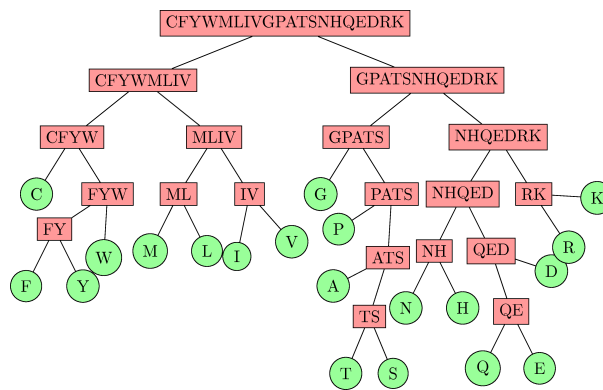 CFYWMLIVGPATSNHQEDRK
CFYWMLIV
GPATSNHQEDRK
CFYW
MLIV
GPATS
NHQEDRK
C
FYW
ML
IV
G
PATS
NHQED
RK
K
FY
W
M
L
I
V
P
ATS
NH
QED
R
D
F
Y
A
N
H
TS
QE
T
S
Q
E